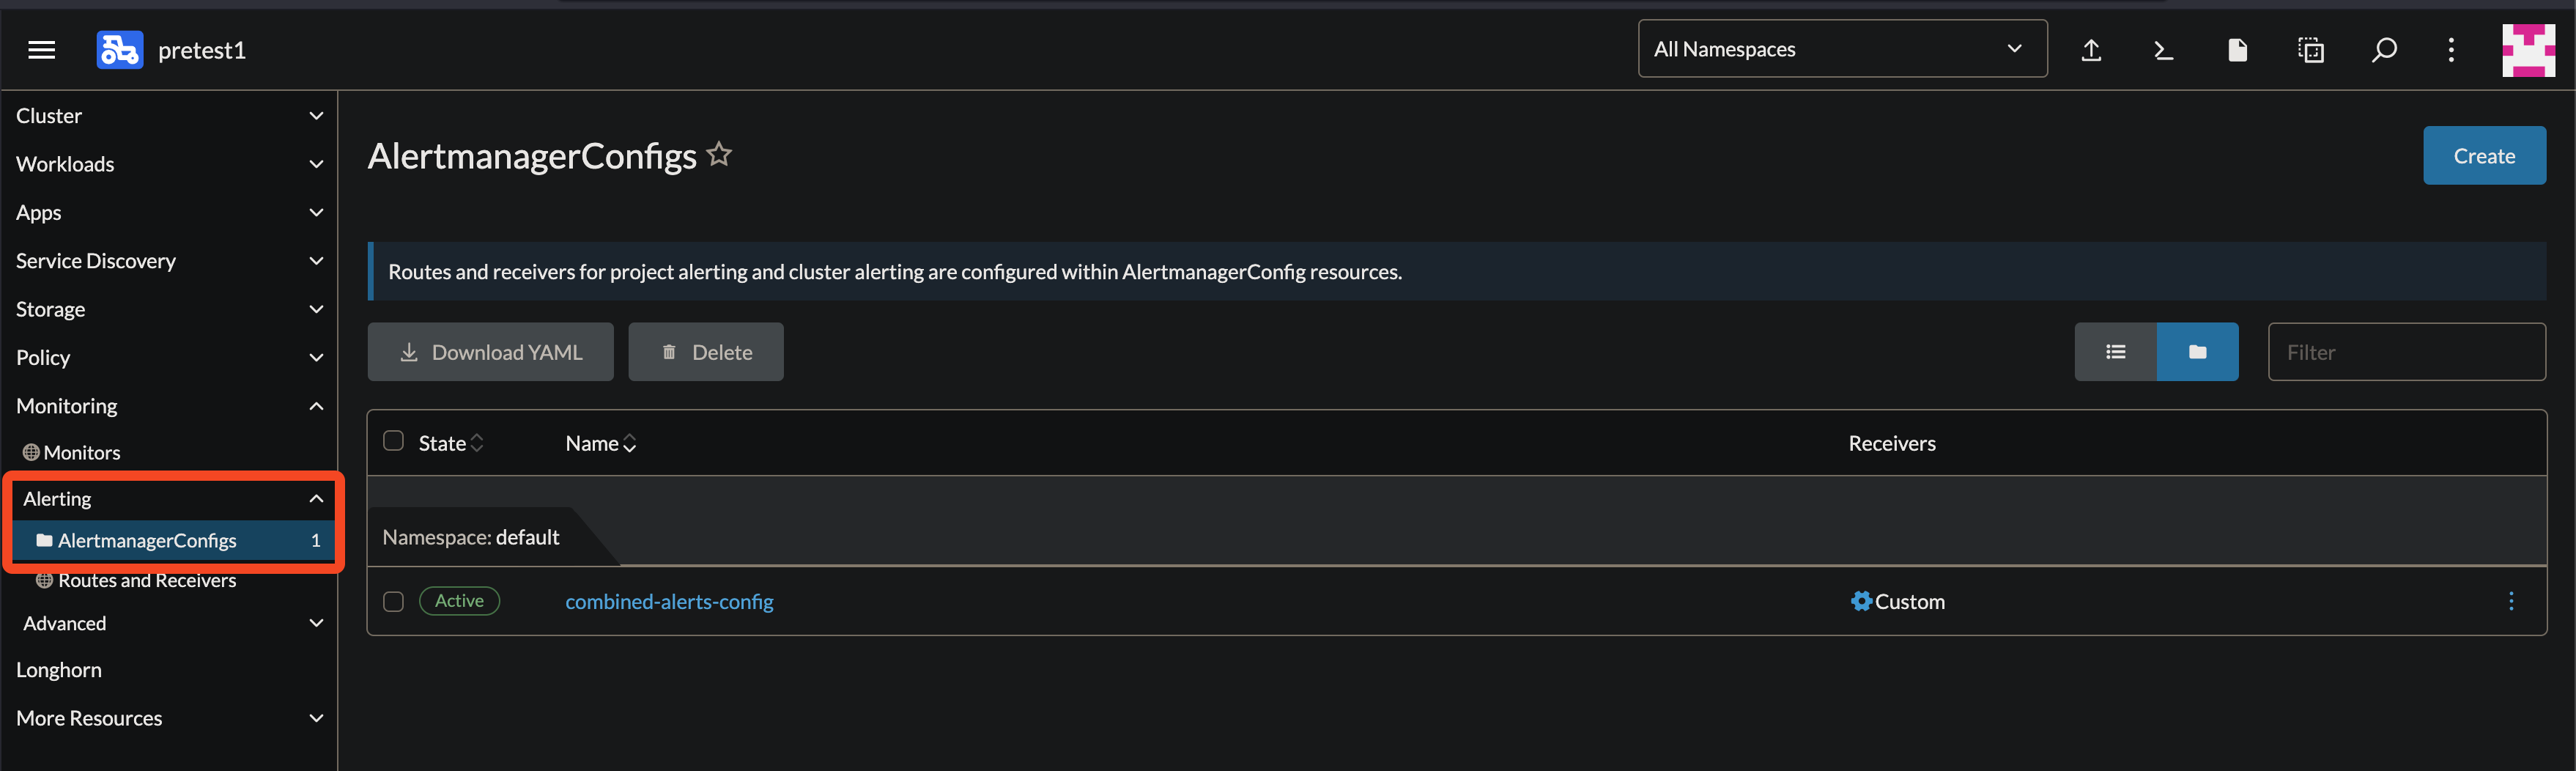 pretest1
All Namespaces
Cluster
Workloads
Apps
Service Discovery
Storage
Policy
Monitoring
Monitors
Alerting
AlertmanagerConfigs 1
Routes and Receivers
Advanced
Longhorn
More Resources
AlertmanagerConfigs
Create
Routes and receivers for project alerting and cluster alerting are configured within AlertmanagerConfig resources.
Download YAML Delete Filter
State Name Receivers
Namespace: default
Active combined-alerts-config Custom